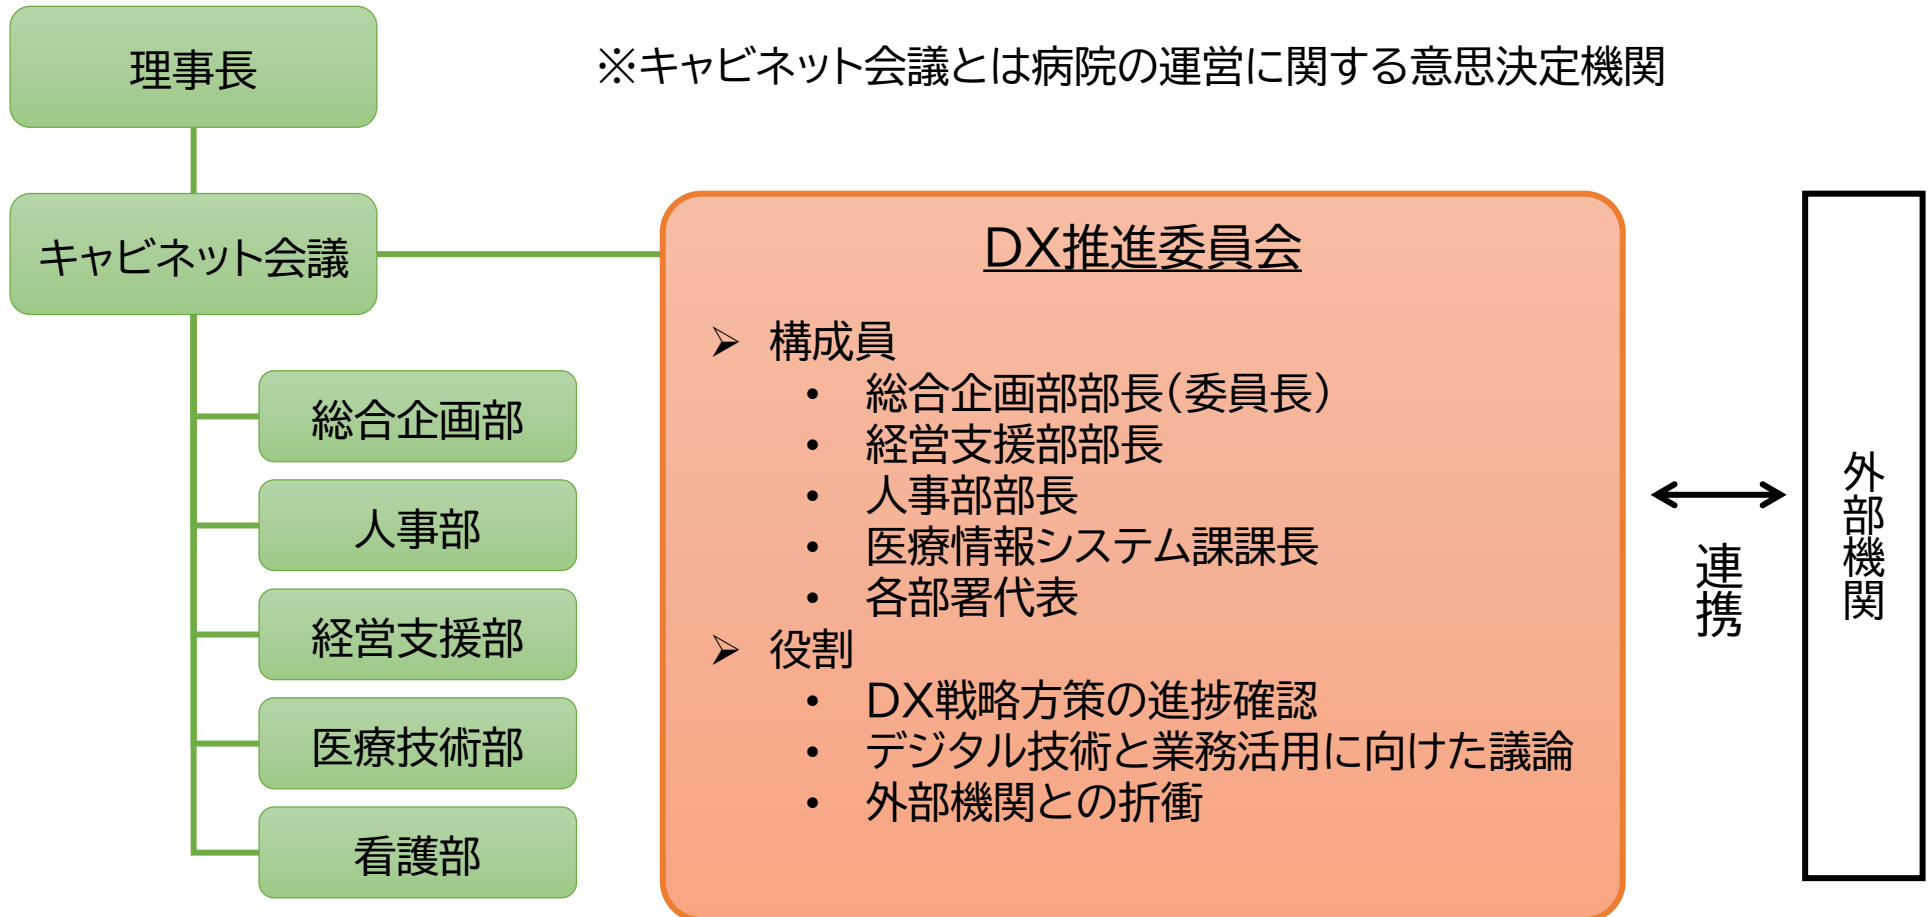 理事長
※キャビネット会議とは病院の運営に関する意思決定機関
キャビネット会議
総合企画部
人事部
経営支援部
医療技術部
看護部
DX推進委員会
➢ 構成員
• 総合企画部部長(委員長)
• 経営支援部部長
• 人事部部長
• 医療情報システム課課長
• 各部署代表
➢ 役割
• DX戦略方策の進捗確認
• デジタル技術と業務活用に向けた議論
• 外部機関との折衝
連携
外部機関